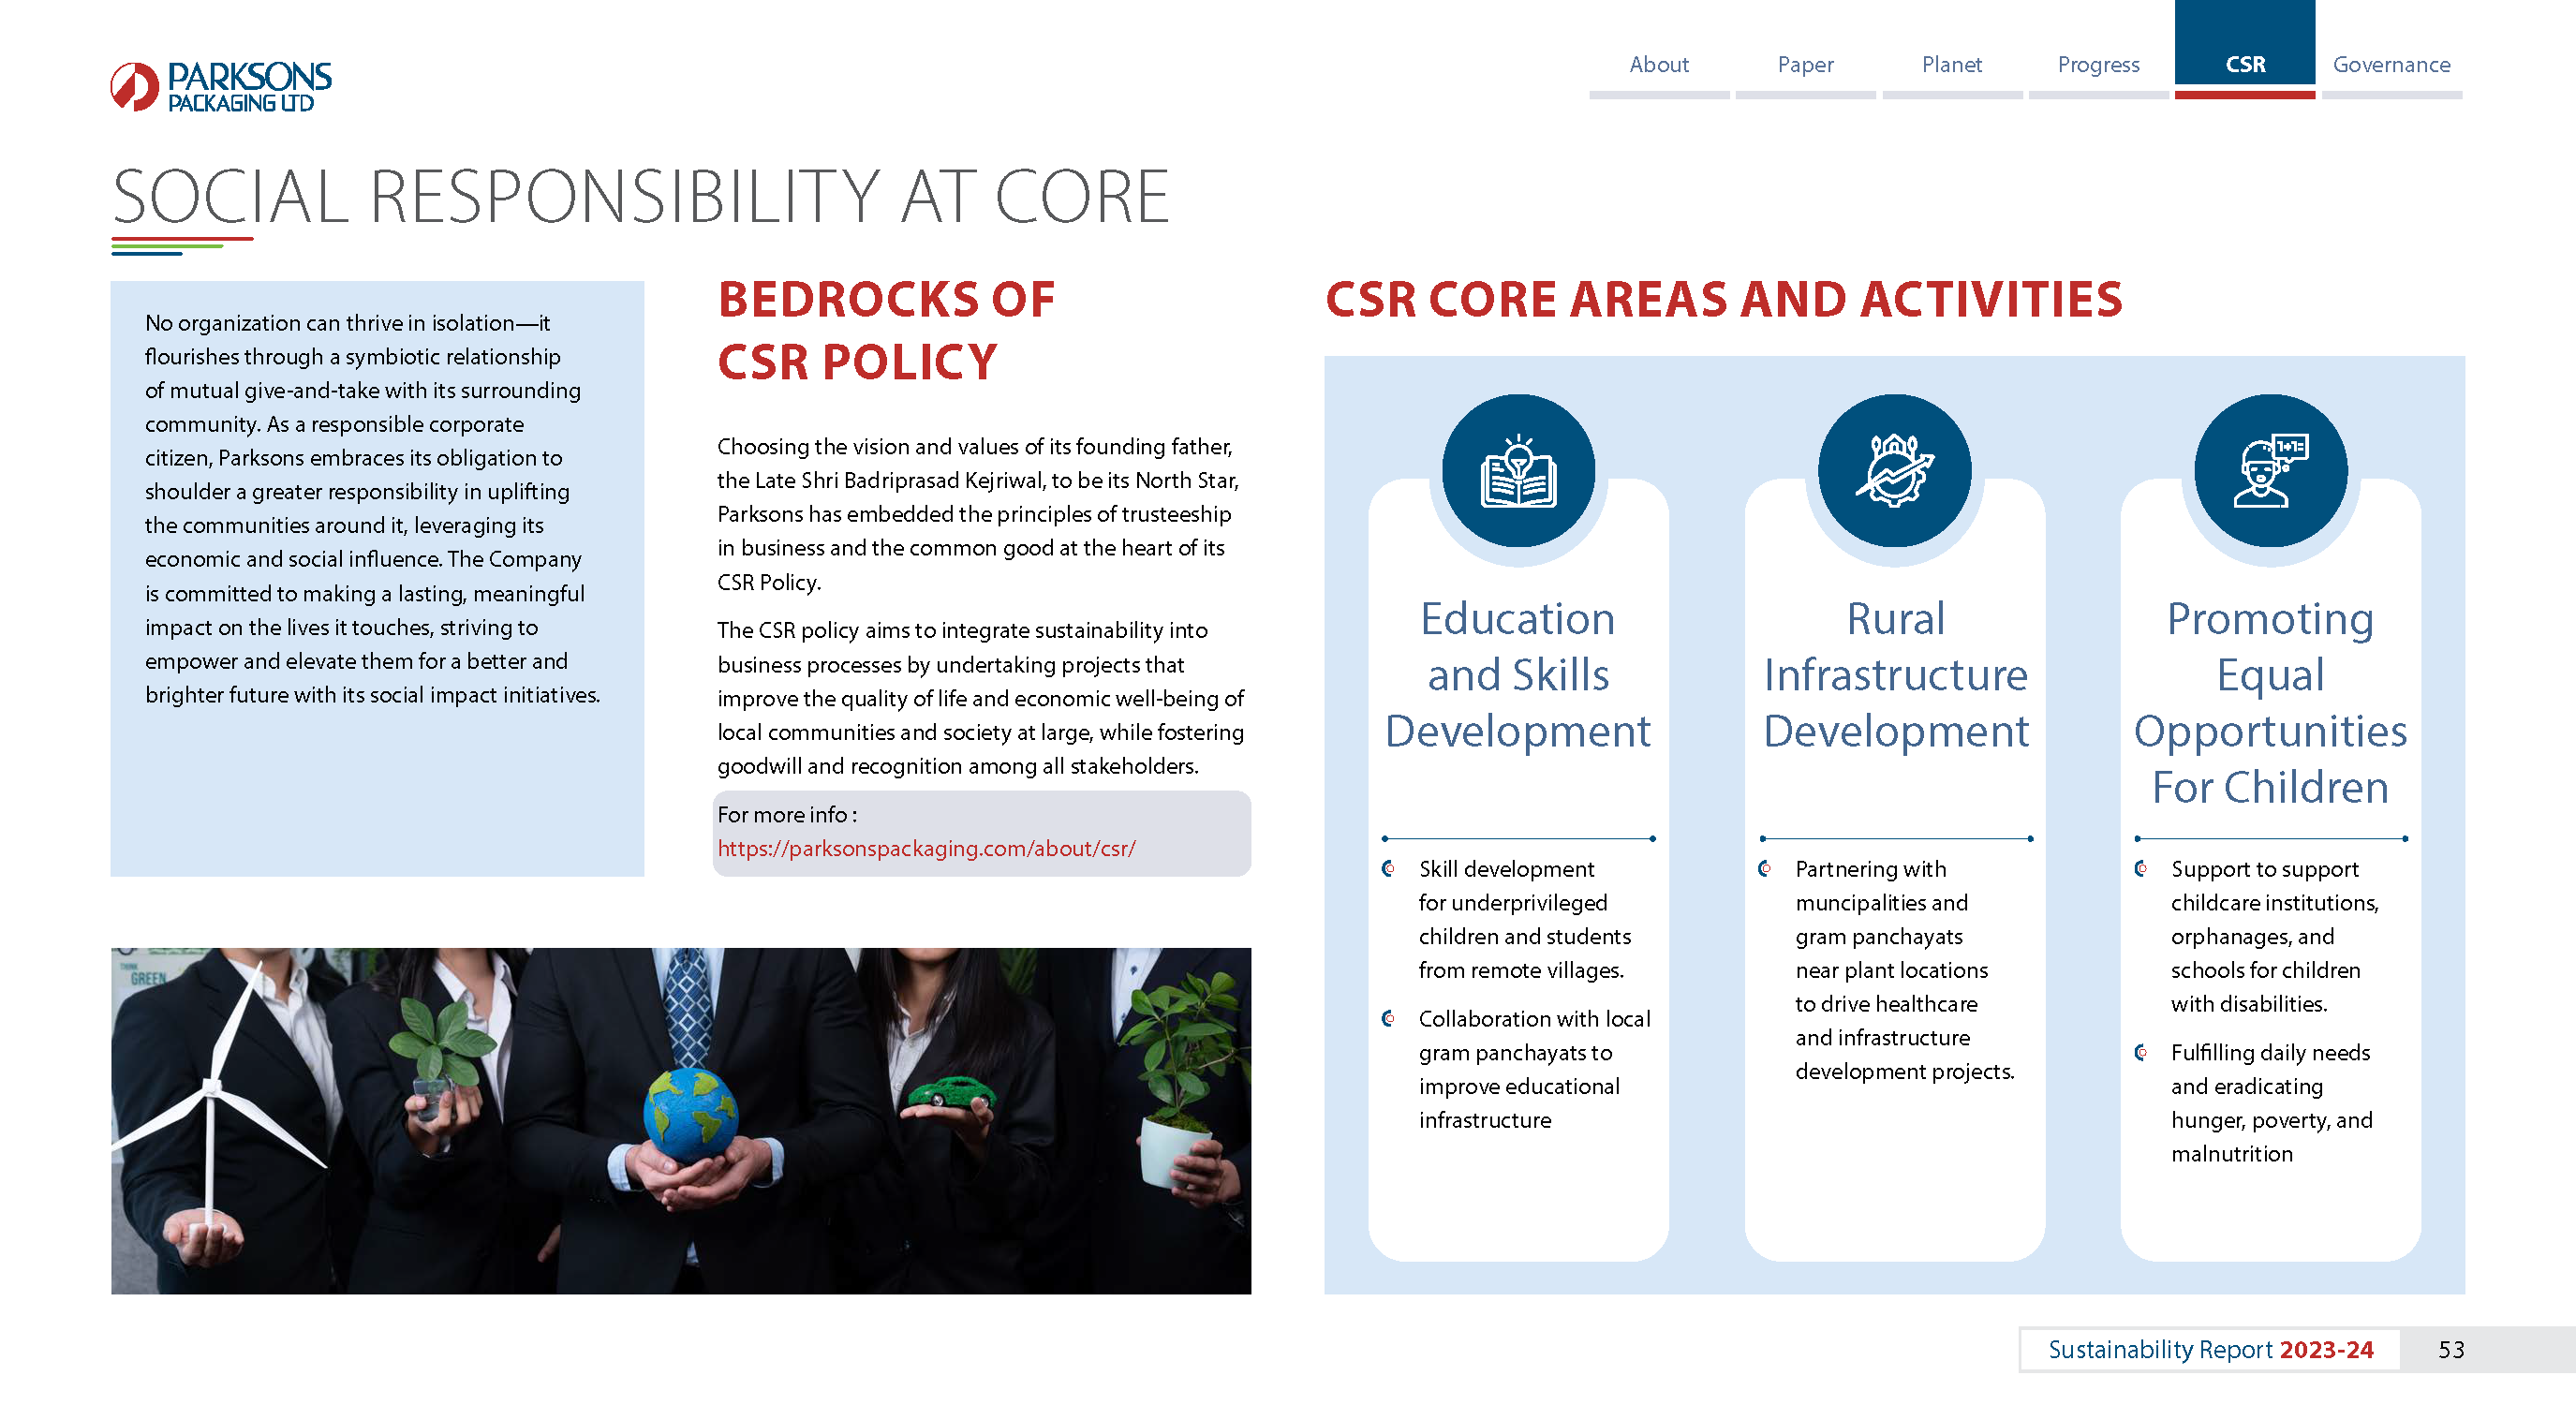 PARKSONS
PACKAGING LTD
About
Paper
Planet
Progress
CSR
Governance
SOCIAL RESPONSIBILITY AT CORE
No organization can thrive in isolation—it
flourishes through a symbiotic relationship
of mutual give-and-take with its surrounding
community. As a responsible corporate
citizen, Parksons embraces its obligation to
shoulder a greater responsibility in uplifting
the communities around it, leveraging its
economic and social influence. The Company
is committed to making a lasting, meaningful
impact on the lives it touches, striving to
empower and elevate them for a better and
brighter future with its social impact initiatives.
BEDROCKS OF
CSR POLICY
Choosing the vision and values of its founding father,
the Late Shri Badriprasad Kejriwal, to be its North Star,
Parksons has embedded the principles of trusteeship
in business and the common good at the heart of its
CSR Policy.
The CSR policy aims to integrate sustainability into
business processes by undertaking projects that
improve the quality of life and economic well-being of
local communities and society at large, while fostering
goodwill and recognition among all stakeholders.
For more info :
https://parksonspackaging.com/about/csr/
THINK
GREEN
CSR CORE AREAS AND ACTIVITIES
Education
and Skills
Development
Skill development
for underprivileged
children and students
from remote villages.
Collaboration with local
gram panchayats to
improve educational
infrastructure
Rural
Infrastructure
Development
Partnering with
muncipalities and
gram panchayats
near plant locations
to drive healthcare
and infrastructure
development projects.
1+1=
Promoting
Equal
Opportunities
For Children
Support to support
childcare institutions,
orphanages, and
schools for children
with disabilities.
Fulfilling daily needs
and eradicating
hunger, poverty, and
malnutrition
Sustainability Report 2023-24
53